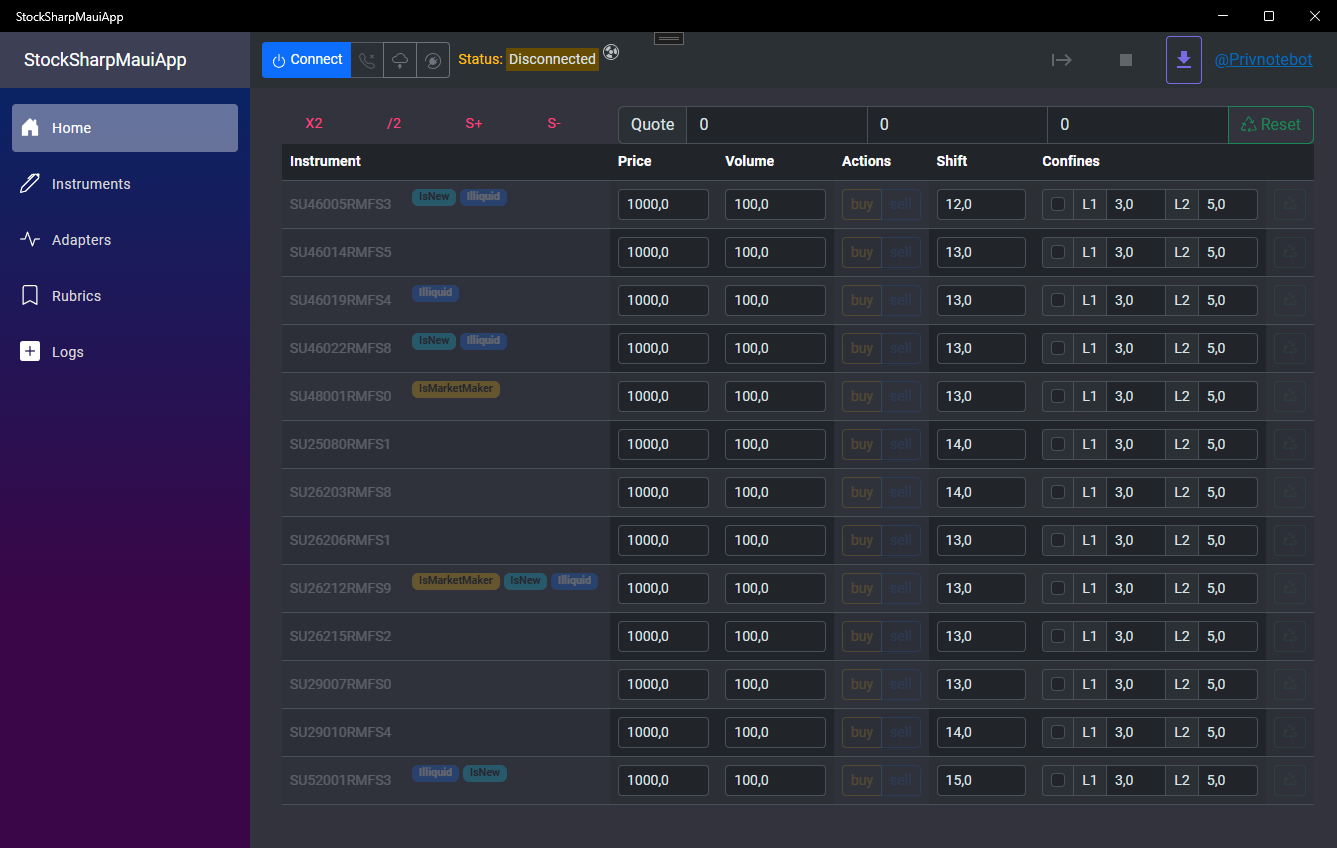 StockSharpMauiApp
StockSharpMauiApp
Connect Status: Disconnected @Privnotebot
Home
Instruments
Adapters
Rubrics
Logs
X2 /2 S+ S- Quote 0 0 0 Reset
Instrument Price Volume Actions Shift Confines
SU46005RMFS3 IsNew Illiquid 1000,0 100,0 buy sell 12,0 L1 3,0 L2 5,0
SU46014RMFS5 1000,0 100,0 buy sell 13,0 L1 3,0 L2 5,0
SU46019RMFS4 Illiquid 1000,0 100,0 buy sell 13,0 L1 3,0 L2 5,0
SU46022RMFS8 IsNew Illiquid 1000,0 100,0 buy sell 13,0 L1 3,0 L2 5,0
SU48001RMFS0 IsMarketMaker 1000,0 100,0 buy sell 13,0 L1 3,0 L2 5,0
SU25080RMFS1 1000,0 100,0 buy sell 14,0 L1 3,0 L2 5,0
SU26203RMFS8 1000,0 100,0 buy sell 14,0 L1 3,0 L2 5,0
SU26206RMFS1 1000,0 100,0 buy sell 13,0 L1 3,0 L2 5,0
SU26212RMFS9 IsMarketMaker IsNew Illiquid 1000,0 100,0 buy sell 13,0 L1 3,0 L2 5,0
SU26215RMFS2 1000,0 100,0 buy sell 13,0 L1 3,0 L2 5,0
SU29007RMFS0 1000,0 100,0 buy sell 13,0 L1 3,0 L2 5,0
SU29010RMFS4 1000,0 100,0 buy sell 14,0 L1 3,0 L2 5,0
SU52001RMFS3 Illiquid IsNew 1000,0 100,0 buy sell 15,0 L1 3,0 L2 5,0